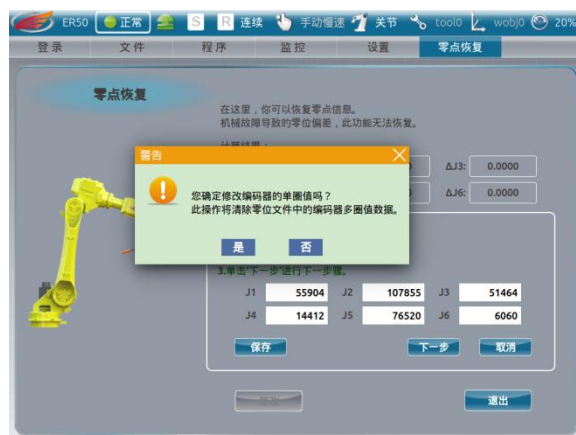 ER50 正常 S R 连续 手动慢速 关节 tool0 wobj0 20%
登录 文件 程序 监控 设置 零点恢复
零点恢复
在这里，你可以恢复零点信息。
机械故障导致的零位偏差，此功能无法恢复。
计算结果：
警告
ΔJ3: 0.0000
您确定修改编码器的单圈值吗？
此操作将清除零位文件中的编码器多圈值数据。
ΔJ6: 0.0000
是 否
3.单击“下一步”进行下一步骤。
J1 55904 J2 107855 J3 51464
J4 14412 J5 76520 J6 6060
保存 下一步 取消
退出